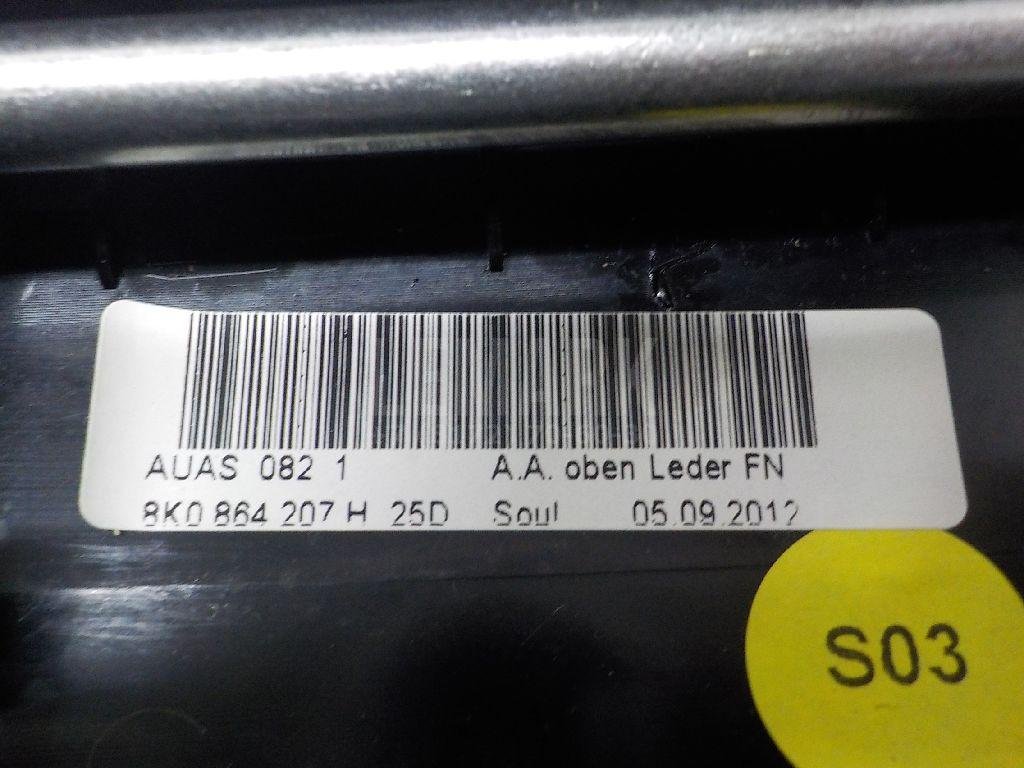 AUAS 082 1 A.A. oben Leder FN
8K0 864 207 H 25D Soul 05.09.2012
S03